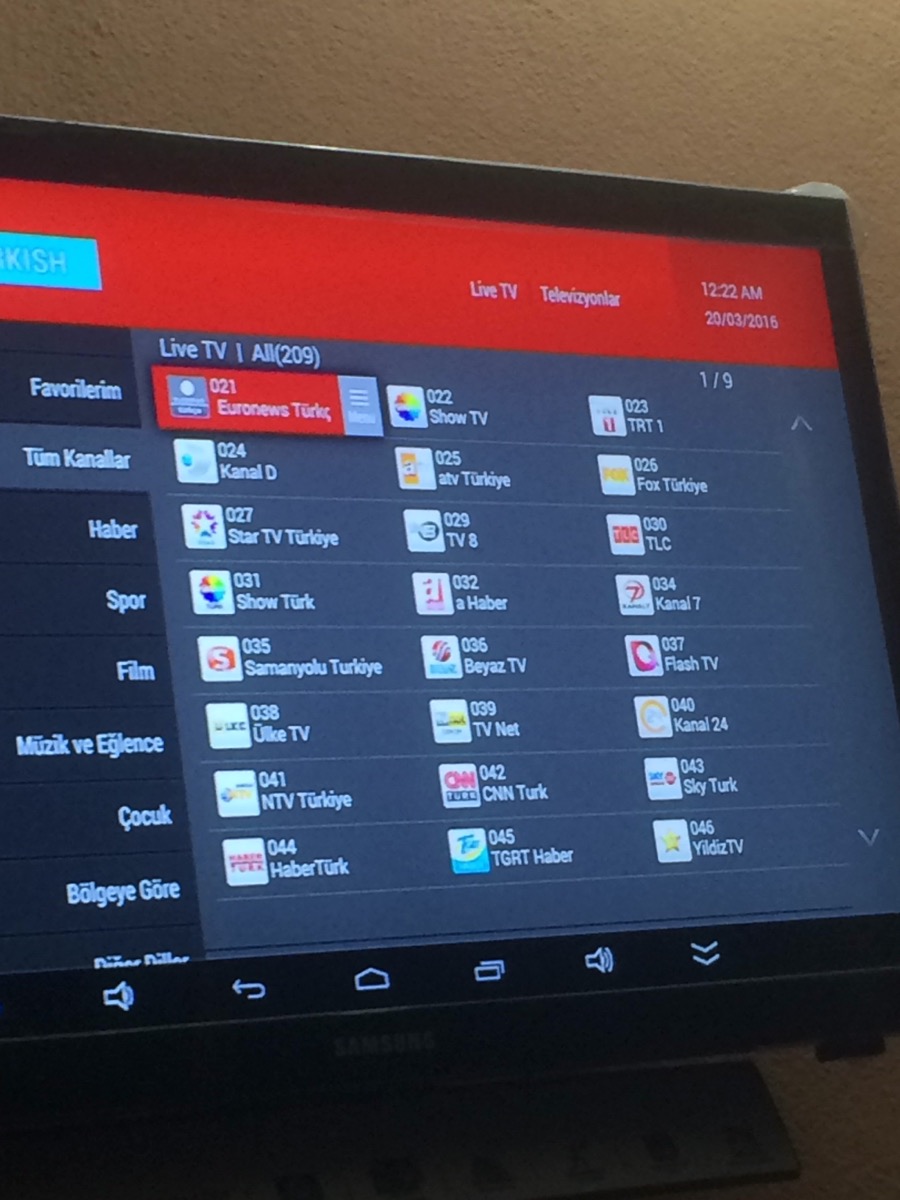 KISH
Live TV Televizyonlar
12:22 AM
20/03/2016
Live TV | All(209)
1 / 9
Favorilerim
Tüm Kanallar
Haber
Spor
Film
Müzik ve Eğlence
Çocuk
Bölgeye Göre
Diğer Diller
021
Euronews Türkç
Menu
022
Show TV
023
TRT 1
024
Kanal D
025
atv Türkiye
026
Fox Türkiye
027
Star TV Türkiye
029
TV 8
030
TLC
031
Show Türk
032
a Haber
034
Kanal 7
035
Samanyolu Turkiye
036
Beyaz TV
037
Flash TV
038
Ülke TV
039
TV Net
040
Kanal 24
041
NTV Türkiye
042
CNN Turk
043
Sky Turk
044
HaberTürk
045
TGRT Haber
046
YildizTV
SAMSUNG